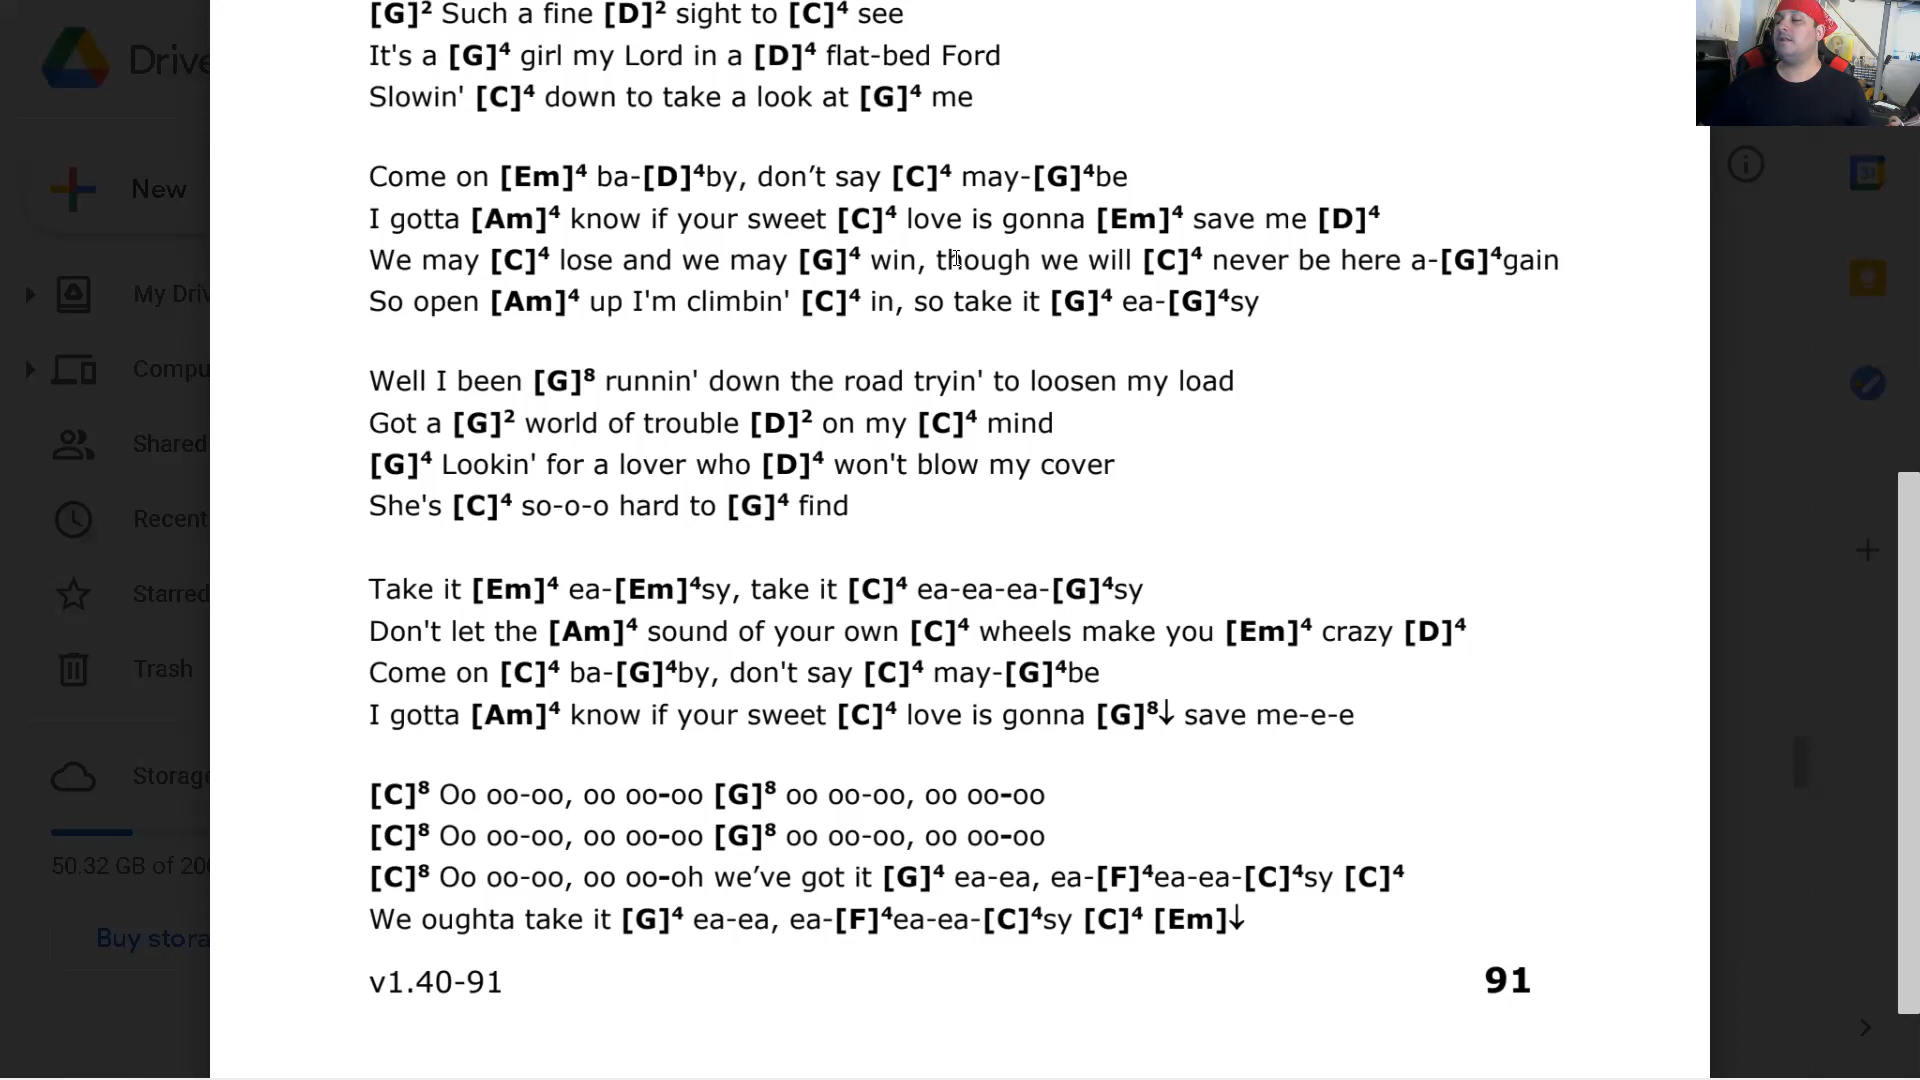 [G]² Such a fine [D]² sight to [C]⁴ see
It's a [G]⁴ girl my Lord in a [D]⁴ flat-bed Ford
Slowin' [C]⁴ down to take a look at [G]⁴ me
Come on [Em]⁴ ba-[D]⁴by, don’t say [C]⁴ may-[G]⁴be
I gotta [Am]⁴ know if your sweet [C]⁴ love is gonna [Em]⁴ save me [D]⁴
We may [C]⁴ lose and we may [G]⁴ win, though we will [C]⁴ never be here a-[G]⁴gain
So open [Am]⁴ up I'm climbin' [C]⁴ in, so take it [G]⁴ ea-[G]⁴sy
Well I been [G]⁸ runnin' down the road tryin' to loosen my load
Got a [G]² world of trouble [D]² on my [C]⁴ mind
[G]⁴ Lookin' for a lover who [D]⁴ won't blow my cover
She's [C]⁴ so-o-o hard to [G]⁴ find
Take it [Em]⁴ ea-[Em]⁴sy, take it [C]⁴ ea-ea-ea-[G]⁴sy
Don't let the [Am]⁴ sound of your own [C]⁴ wheels make you [Em]⁴ crazy [D]⁴
Come on [C]⁴ ba-[G]⁴by, don't say [C]⁴ may-[G]⁴be
I gotta [Am]⁴ know if your sweet [C]⁴ love is gonna [G]⁸↓ save me-e-e
[C]⁸ Oo oo-oo, oo oo-oo [G]⁸ oo oo-oo, oo oo-oo
[C]⁸ Oo oo-oo, oo oo-oo [G]⁸ oo oo-oo, oo oo-oo
[C]⁸ Oo oo-oo, oo oo-oh we’ve got it [G]⁴ ea-ea, ea-[F]⁴ea-ea-[C]⁴sy [C]⁴
We oughta take it [G]⁴ ea-ea, ea-[F]⁴ea-ea-[C]⁴sy [C]⁴ [Em]↓
v1.40-91
91
Drive
New
My Driv
Compu
Shared
Recent
Starred
Trash
Storage
50.32 GB of 200
Buy stora
31